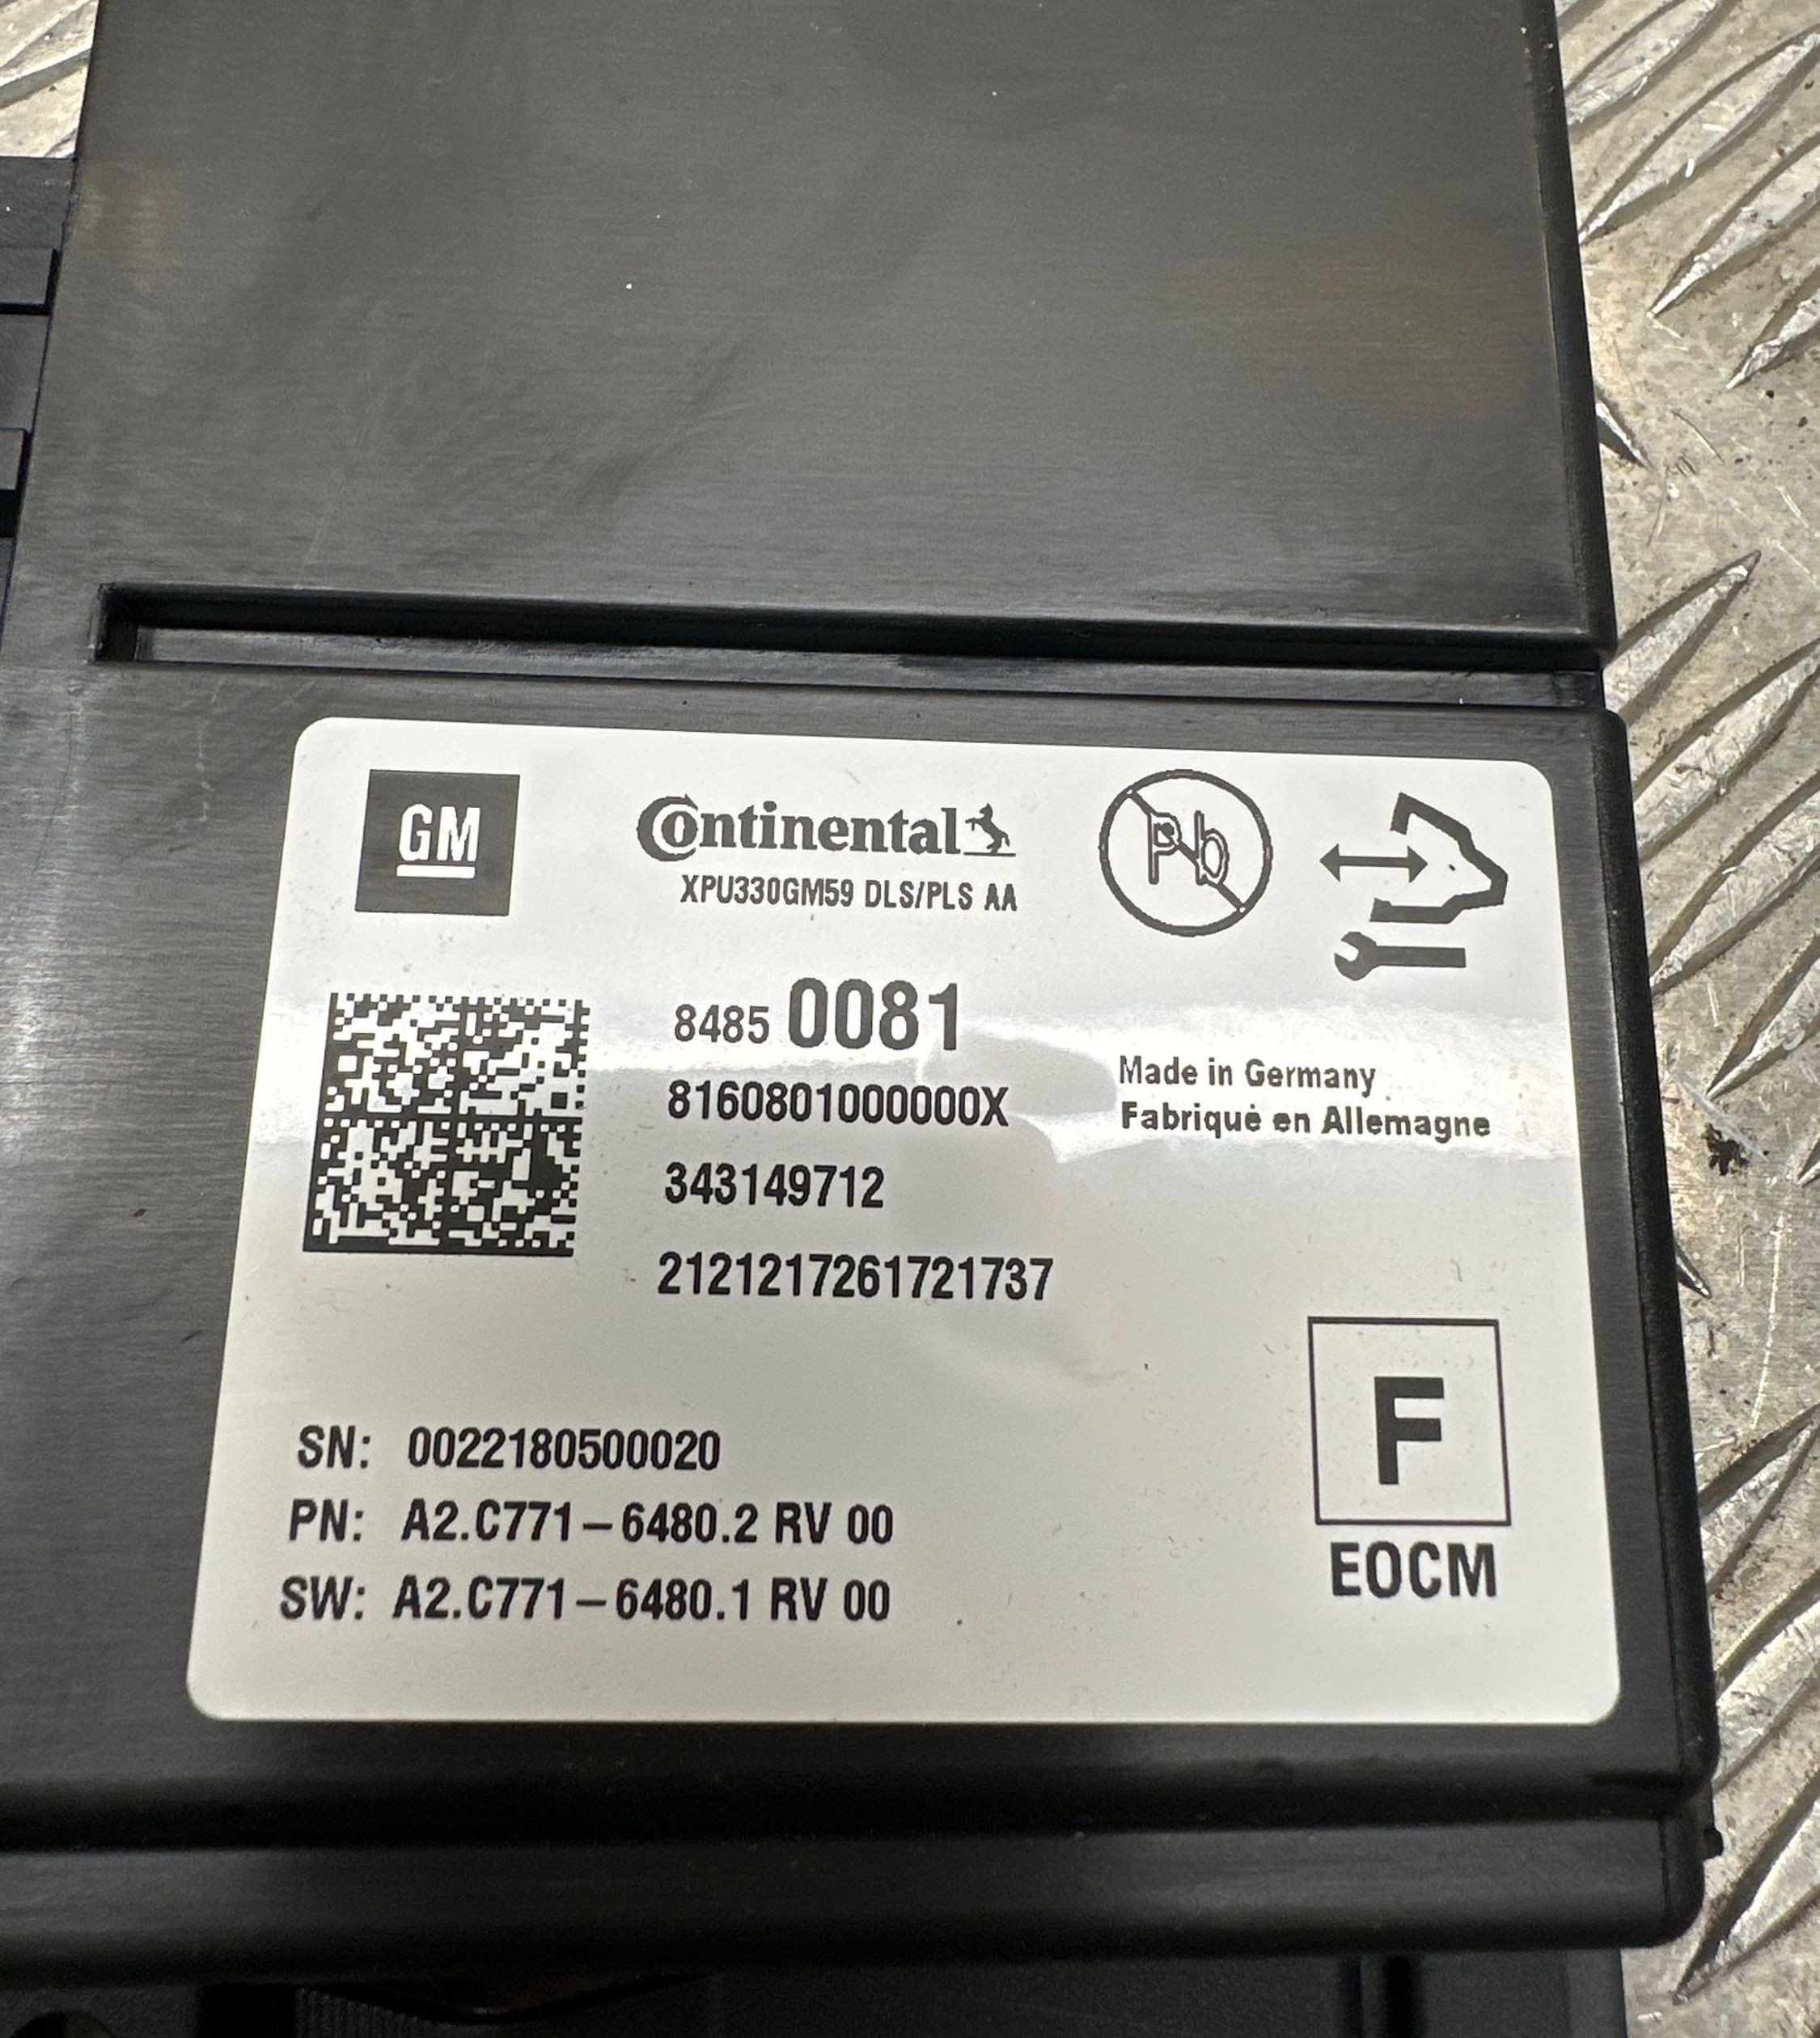 GM
Continental
XPU330GM59 DLS/PLS AA
Pb
8485 0081
8160801000000X
343149712
2121217261721737
Made in Germany
Fabriqué en Allemagne
SN: 0022180500020
PN: A2.C771-6480.2 RV 00
SW: A2.C771-6480.1 RV 00
F
EOCM